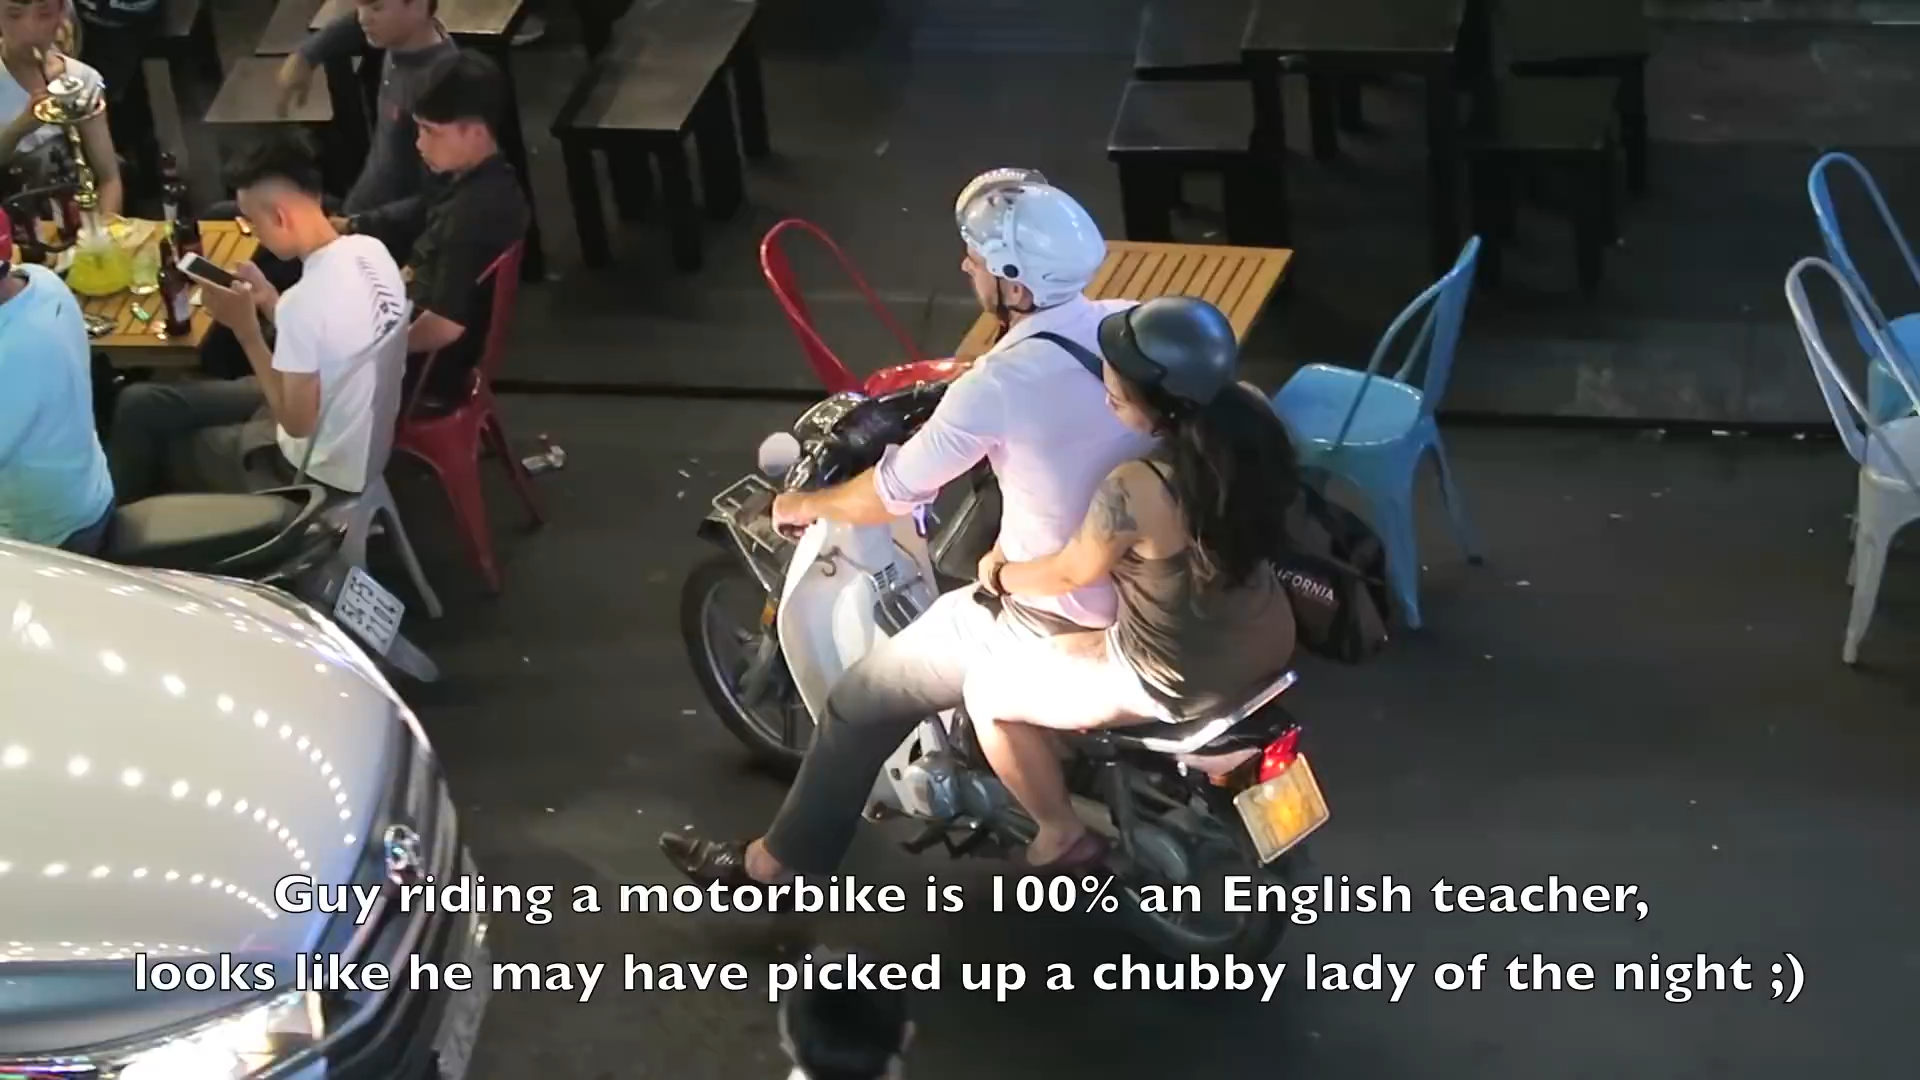 LIFORNIA
Guy riding a motorbike is 100% an English teacher,
looks like he may have picked up a chubby lady of the night ;)